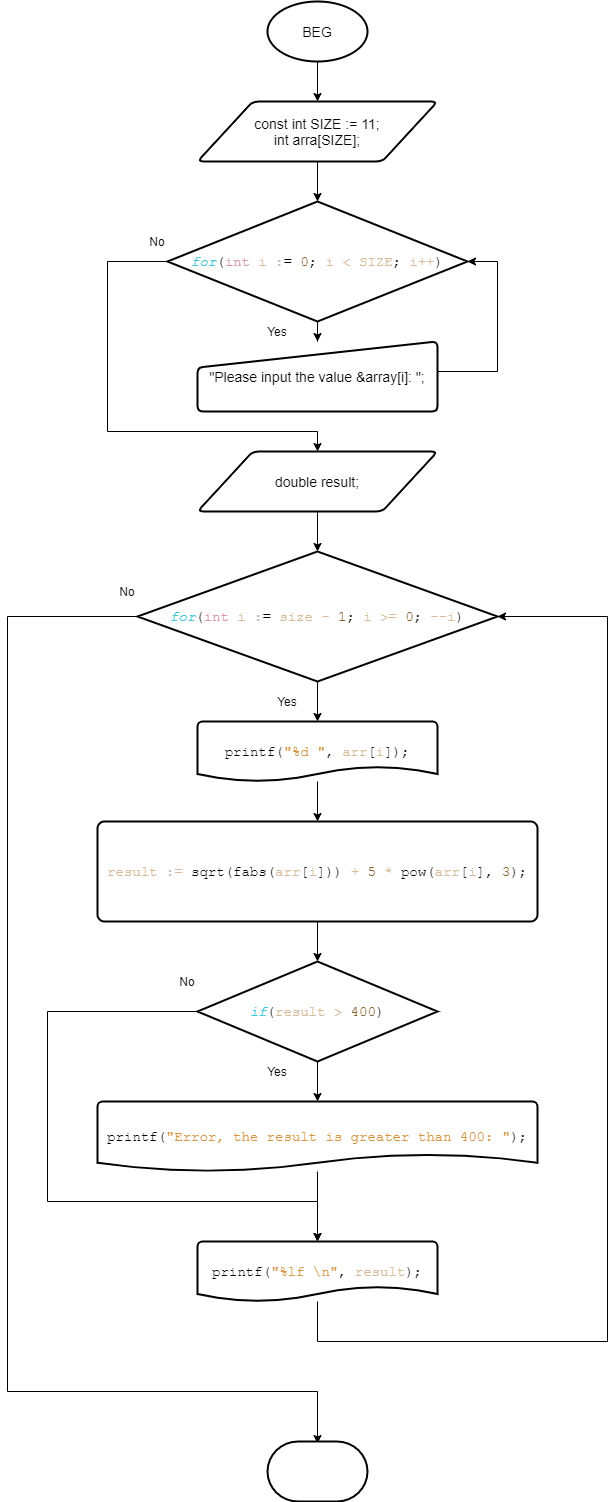 BEG
const int SIZE := 11;
int arra[SIZE];
No
for(int i := 0; i < SIZE; i++)
Yes
"Please input the value &array[i]: ";
double result;
No
for(int i := size - 1; i >= 0; --i)
Yes
printf("%d ", arr[i]);
result := sqrt(fabs(arr[i])) + 5 * pow(arr[i], 3);
No
if(result > 400)
Yes
printf("Error, the result is greater than 400: ");
printf("%lf \n", result);